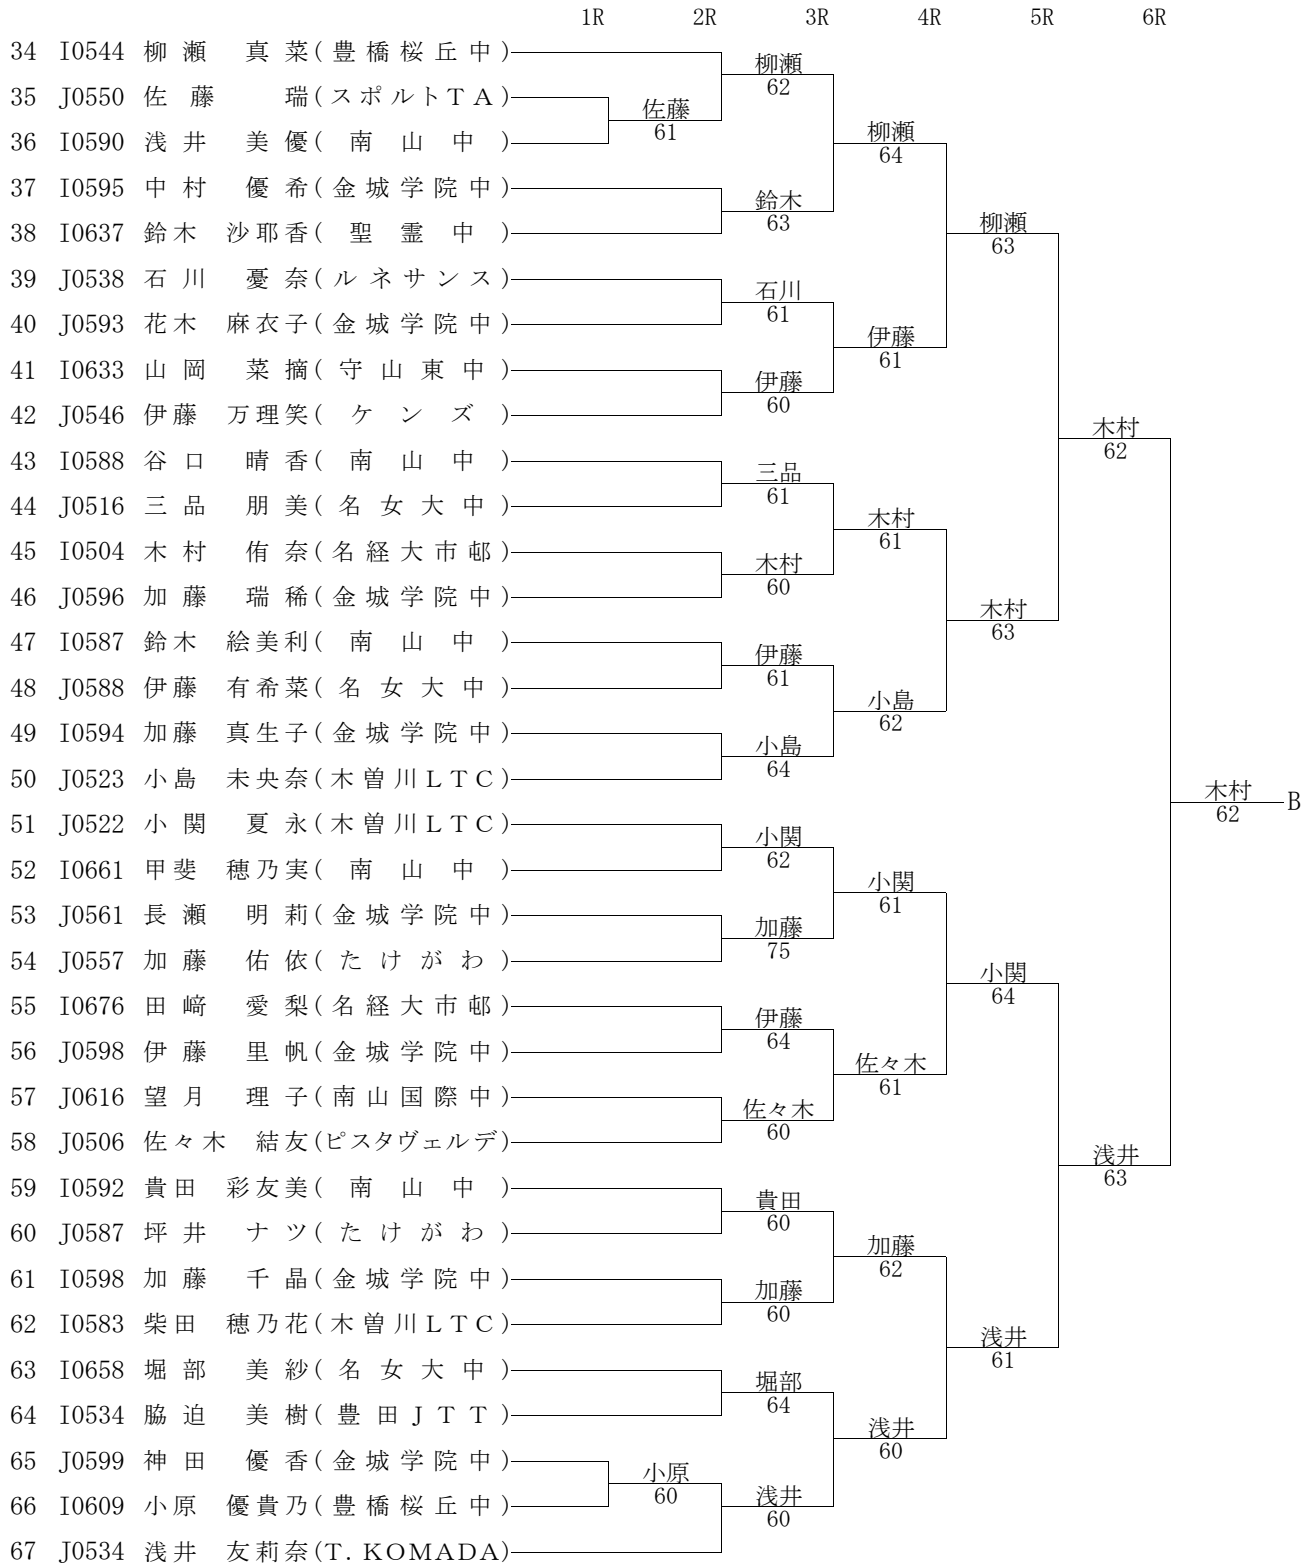 1R 2R 3R 4R 5R 6R
34 I0544 柳瀬 真菜(豊橋桜丘中)
柳瀬
62
35 J0550 佐藤 瑞(スポルトTA)
佐藤
61
36 I0590 浅井 美優(南山中)
柳瀬
64
37 I0595 中村 優希(金城学院中)
鈴木
63
38 I0637 鈴木 沙耶香(聖霊中)
柳瀬
63
39 J0538 石川 憂奈(ルネサンス)
石川
61
40 J0593 花木 麻衣子(金城学院中)
伊藤
61
41 I0633 山岡 菜摘(守山東中)
伊藤
60
42 J0546 伊藤 万理笑(ケンズ)
木村
62
43 I0588 谷口 晴香(南山中)
三品
61
44 J0516 三品 朋美(名女大中)
木村
61
45 I0504 木村 侑奈(名経大市邨)
木村
60
46 J0596 加藤 瑞稀(金城学院中)
木村
63
47 I0587 鈴木 絵美利(南山中)
伊藤
61
48 J0588 伊藤 有希菜(名女大中)
小島
62
49 I0594 加藤 真生子(金城学院中)
小島
64
50 J0523 小島 未央奈(木曽川LTC)
木村 B
62
51 J0522 小関 夏永(木曽川LTC)
小関
62
52 I0661 甲斐 穂乃実(南山中)
小関
61
53 J0561 長瀬 明莉(金城学院中)
加藤
75
54 J0557 加藤 佑依(たけがわ)
小関
64
55 I0676 田﨑 愛梨(名経大市邨)
伊藤
64
56 J0598 伊藤 里帆(金城学院中)
佐々木
61
57 J0616 望月 理子(南山国際中)
佐々木
60
58 J0506 佐々木 結友(ピスタヴェルデ)
浅井
63
59 I0592 貴田 彩友美(南山中)
貴田
60
60 J0587 坪井 ナツ(たけがわ)
加藤
62
61 I0598 加藤 千晶(金城学院中)
加藤
60
62 I0583 柴田 穂乃花(木曽川LTC)
浅井
61
63 I0658 堀部 美紗(名女大中)
堀部
64
64 I0534 脇迫 美樹(豊田JTT)
浅井
60
65 J0599 神田 優香(金城学院中)
小原
60
66 I0609 小原 優貴乃(豊橋桜丘中)
浅井
60
67 J0534 浅井 友莉奈(T.KOMADA)